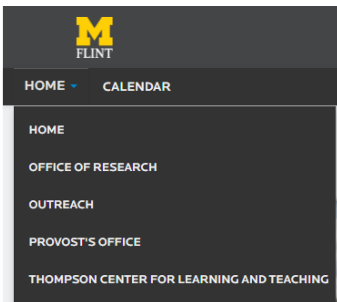 M
FLINT
HOME CALENDAR
HOME
OFFICE OF RESEARCH
OUTREACH
PROVOST'S OFFICE
THOMPSON CENTER FOR LEARNING AND TEACHING